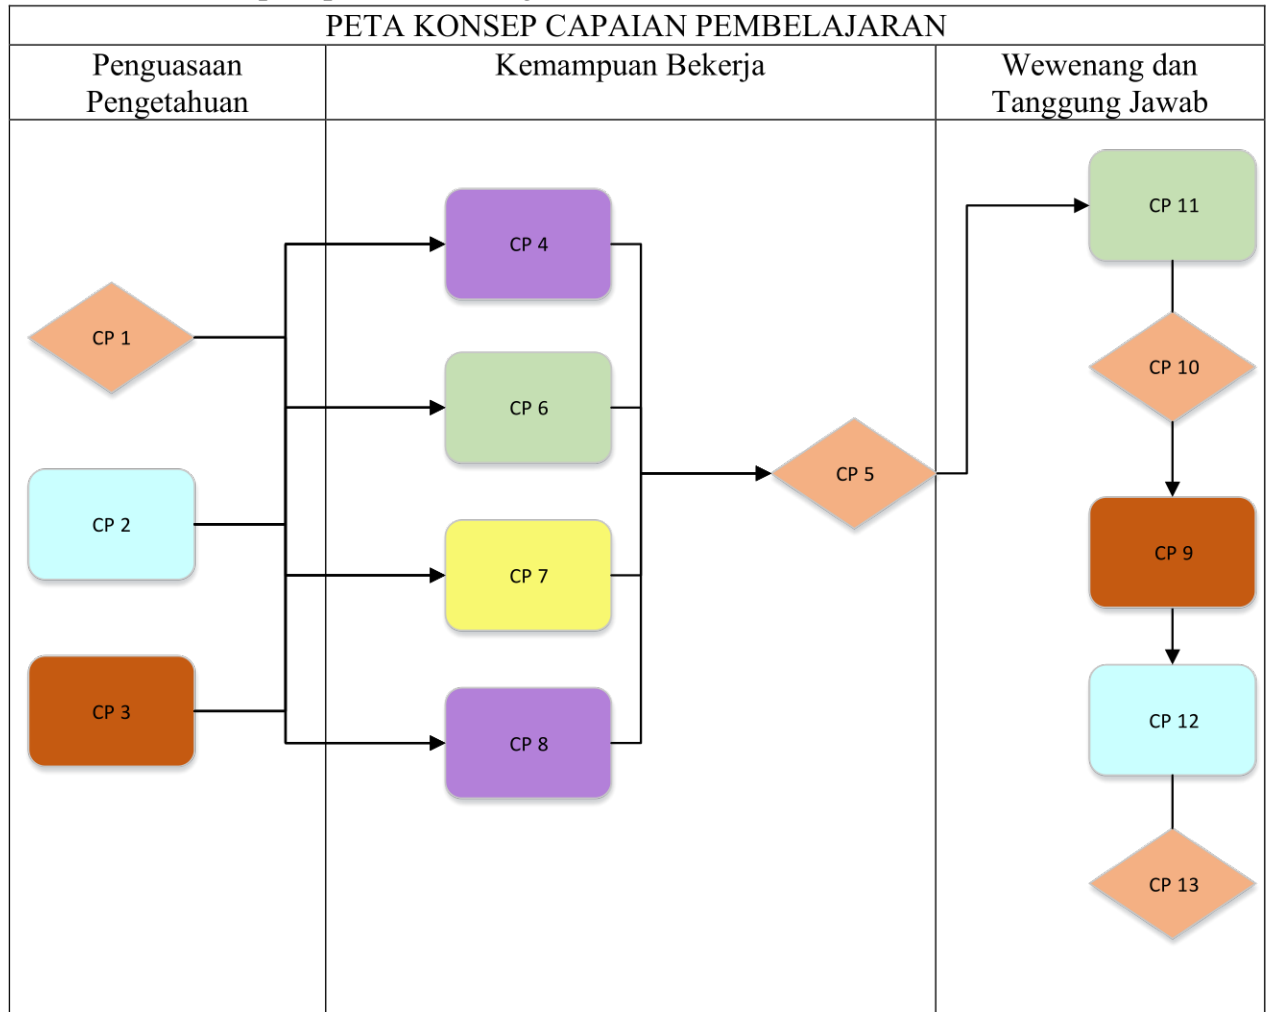 PETA KONSEP CAPAIAN PEMBELAJARAN
Penguasaan
Pengetahuan
Kemampuan Bekerja
Wewenang dan
Tanggung Jawab
CP 1
CP 2
CP 3
CP 4
CP 6
CP 7
CP 8
CP 5
CP 11
CP 10
CP 9
CP 12
CP 13